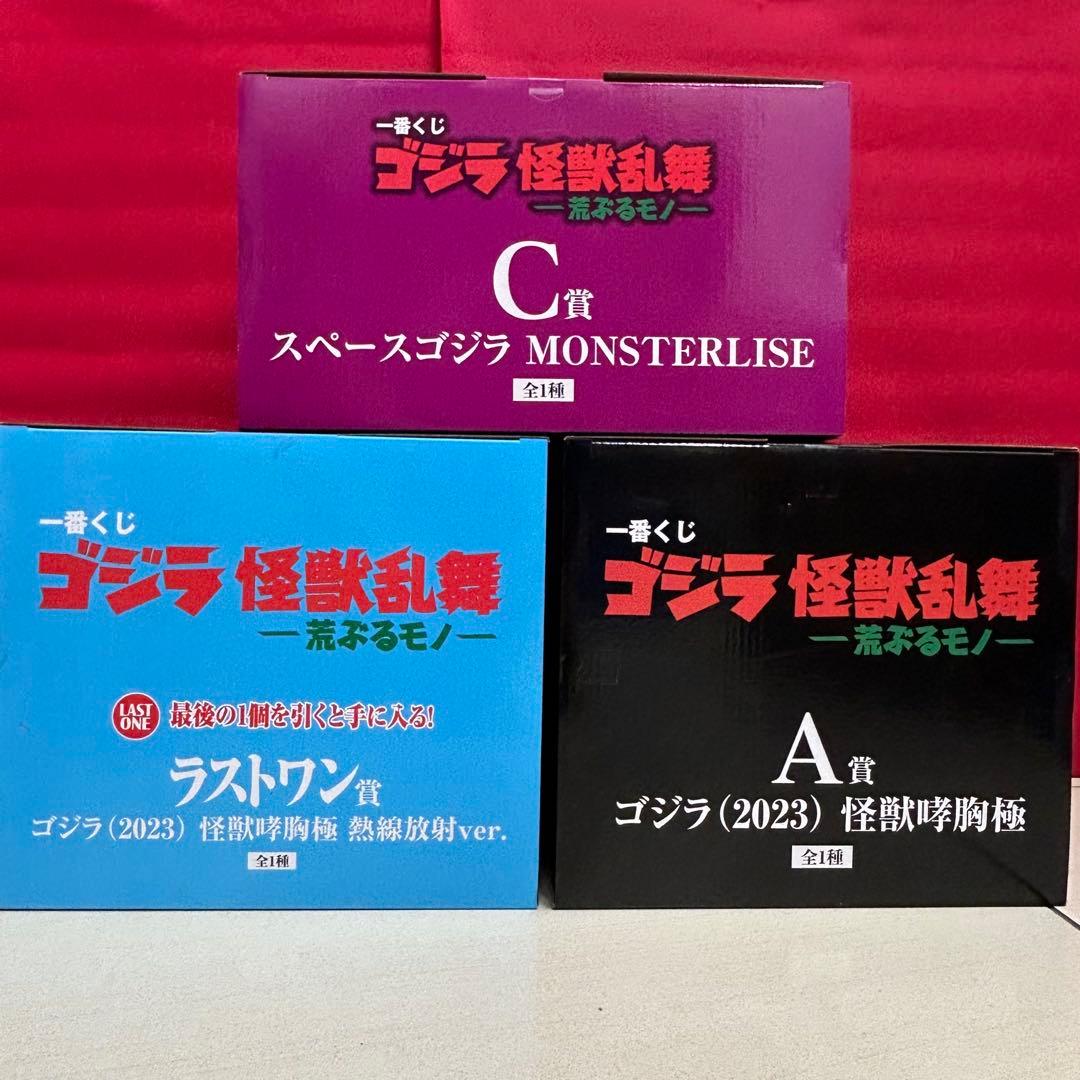 一番くじ
ゴジラ 怪獣乱舞
―荒ぶるモノ―
C賞
スペースゴジラ MONSTERLISE
全1種
一番くじ
ゴジラ 怪獣乱舞
―荒ぶるモノ―
LAST ONE 最後の1個を引くと手に入る!
ラストワン賞
ゴジラ(2023) 怪獣哮胸極 熱線放射ver.
全1種
一番くじ
ゴジラ 怪獣乱舞
―荒ぶるモノ―
A賞
ゴジラ(2023) 怪獣哮胸極
全1種